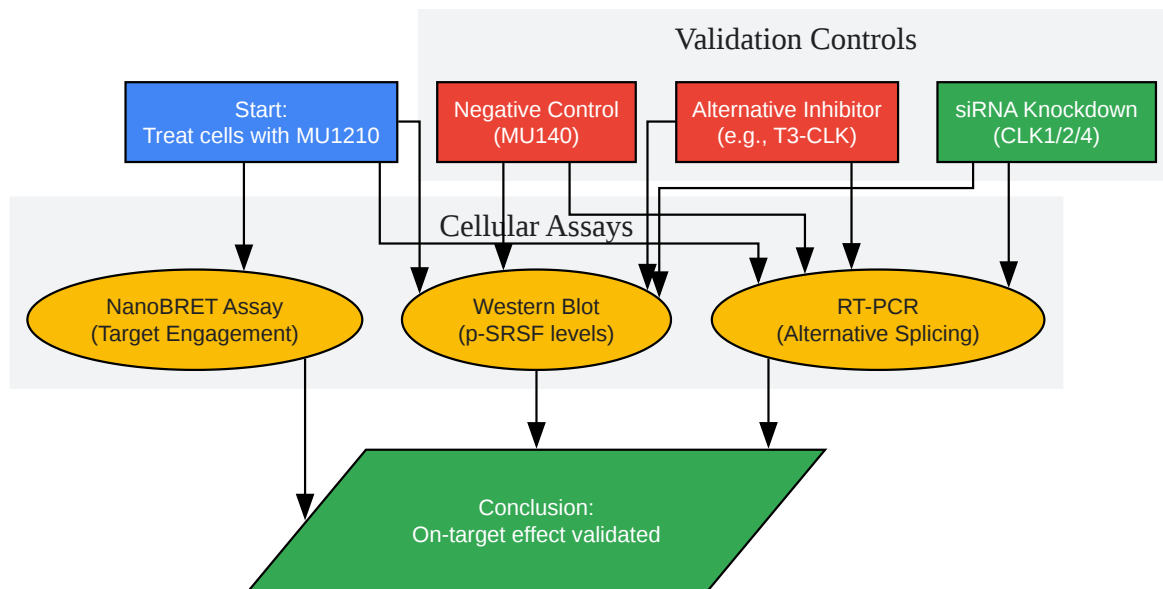 Validation Controls
Start:
Treat cells with MU1210
Negative Control
(MU140)
Alternative Inhibitor
(e.g., T3-CLK)
siRNA Knockdown
(CLK1/2/4)
Cellular Assays
NanoBRET Assay
(Target Engagement)
Western Blot
(p-SRSF levels)
RT-PCR
(Alternative Splicing)
Conclusion:
On-target effect validated